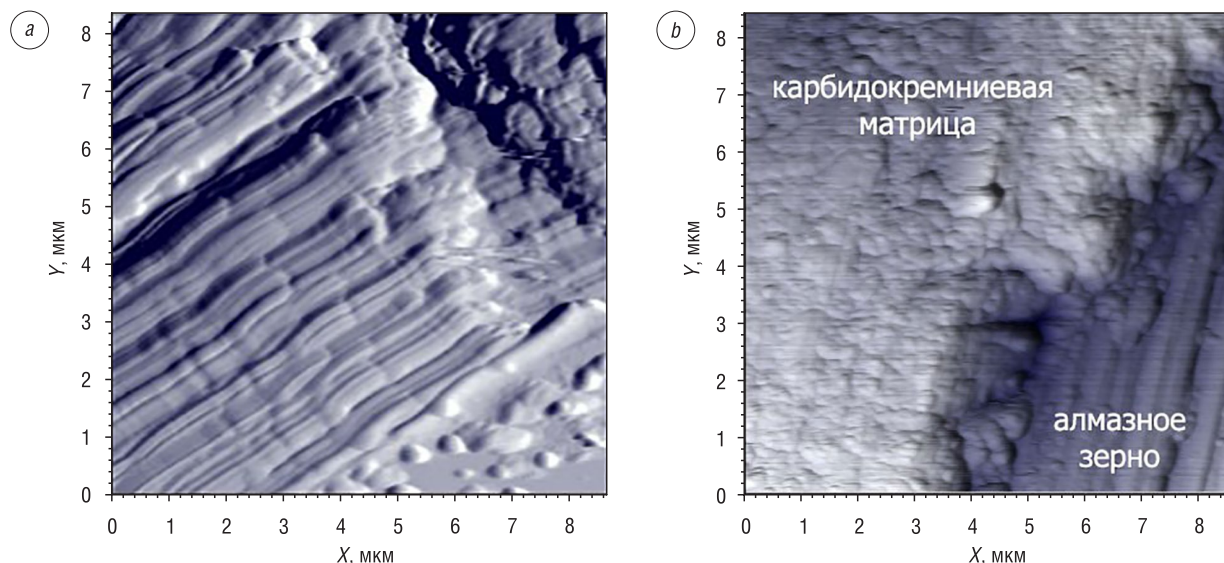 a
8
7
6
5
4
3
2
1
0
Y, мкм
0 1 2 3 4 5 6 7 8
X, мкм
b
8
7
6
5
4
3
2
1
0
Y, мкм
карбидокремниевая
матрица
алмазное
зерно
0 1 2 3 4 5 6 7 8
X, мкм